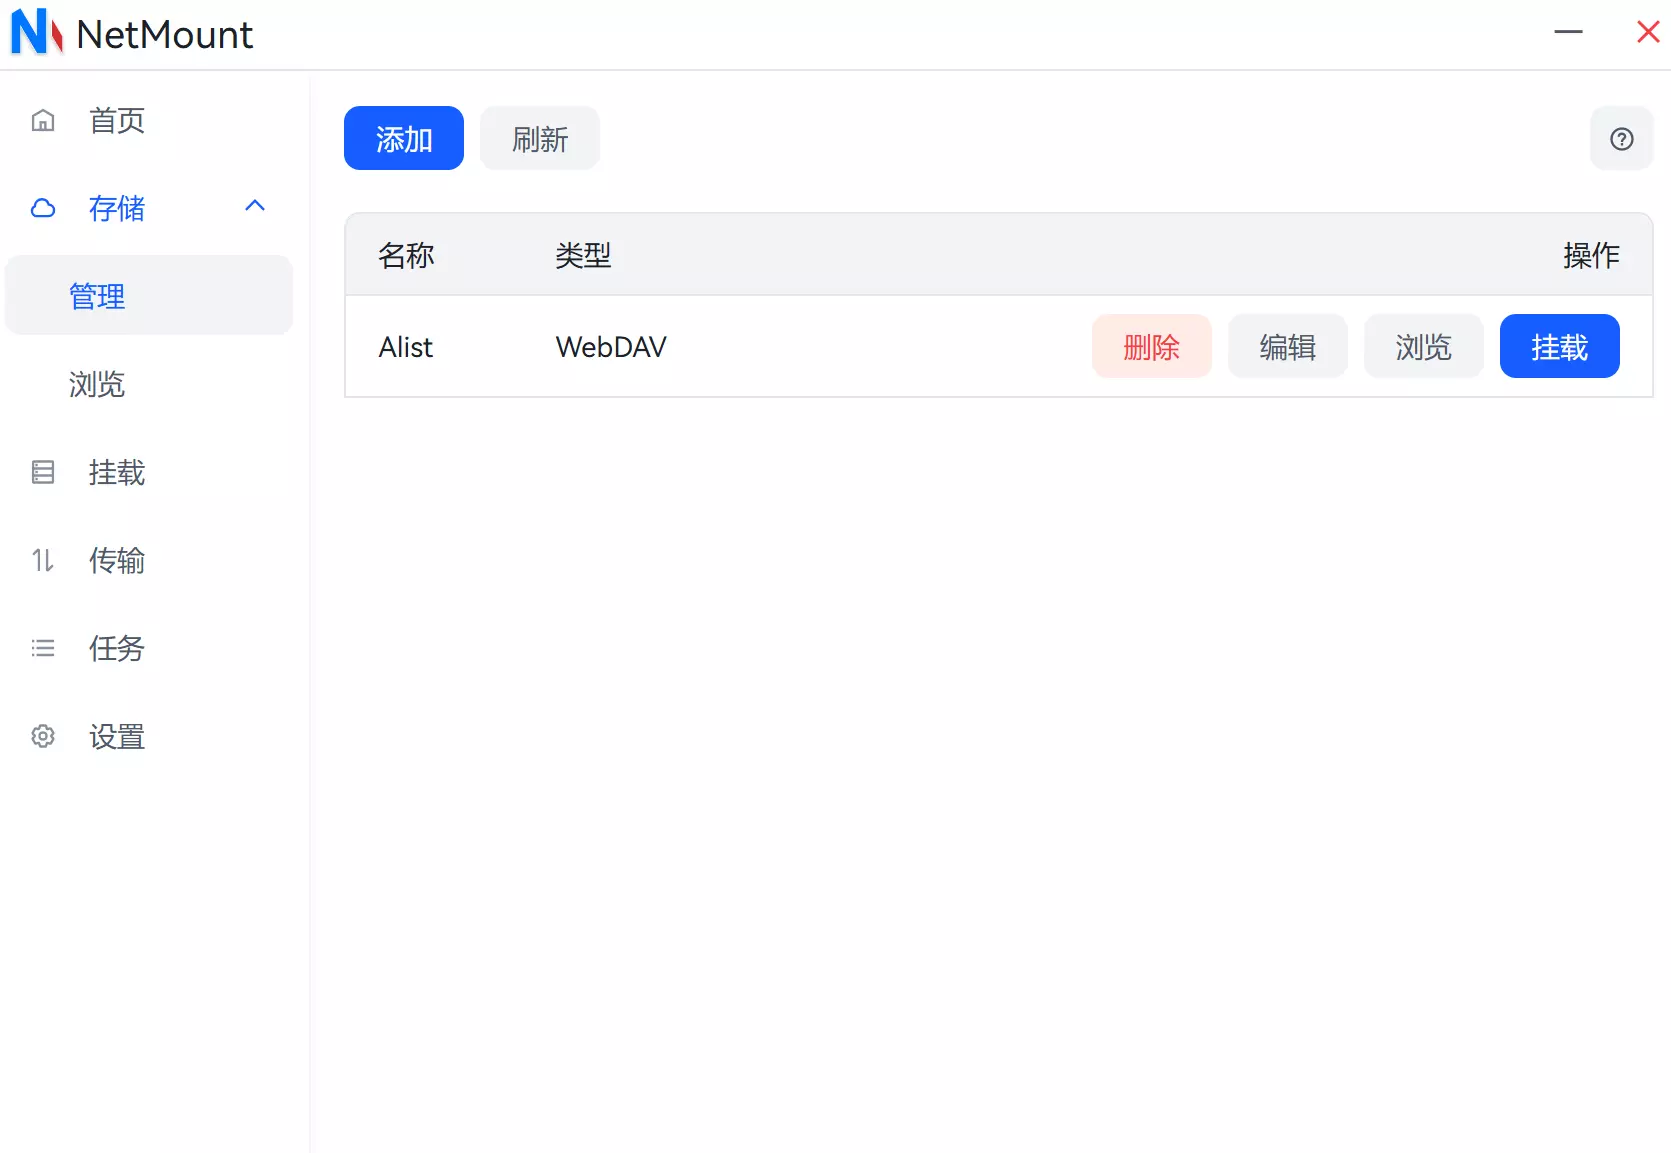 NetMount
首页
存储
管理
浏览
挂载
传输
任务
设置
添加 刷新
名称 类型 操作
Alist WebDAV 删除 编辑 浏览 挂载